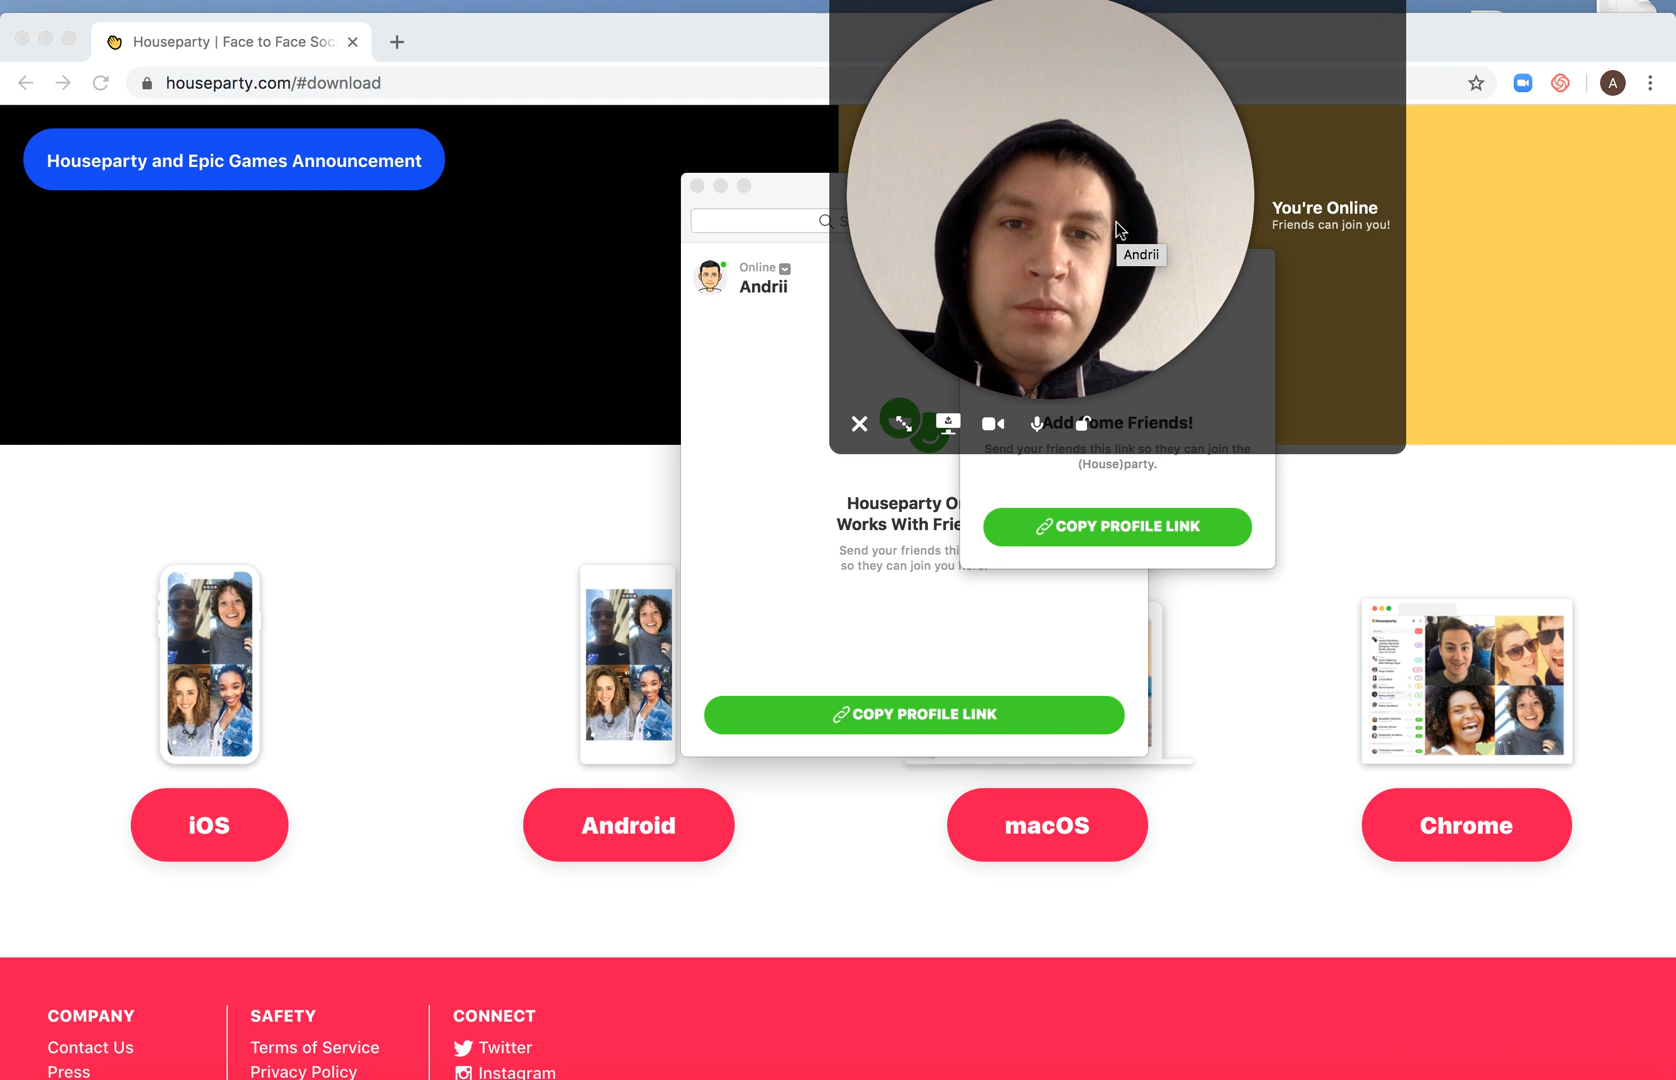 Houseparty | Face to Face Soc
houseparty.com/#download
A
Houseparty and Epic Games Announcement
You're Online
Friends can join you!
Andrii
Online
Andrii
Add Some Friends!
Send your friends this link so they can join the
(House)party.
COPY PROFILE LINK
Houseparty O
Works With Frie
Send your friends thi
so they can join you here.
COPY PROFILE LINK
iOS
Android
macOS
Chrome
COMPANY
Contact Us
Press
SAFETY
Terms of Service
Privacy Policy
CONNECT
Twitter
Instagram